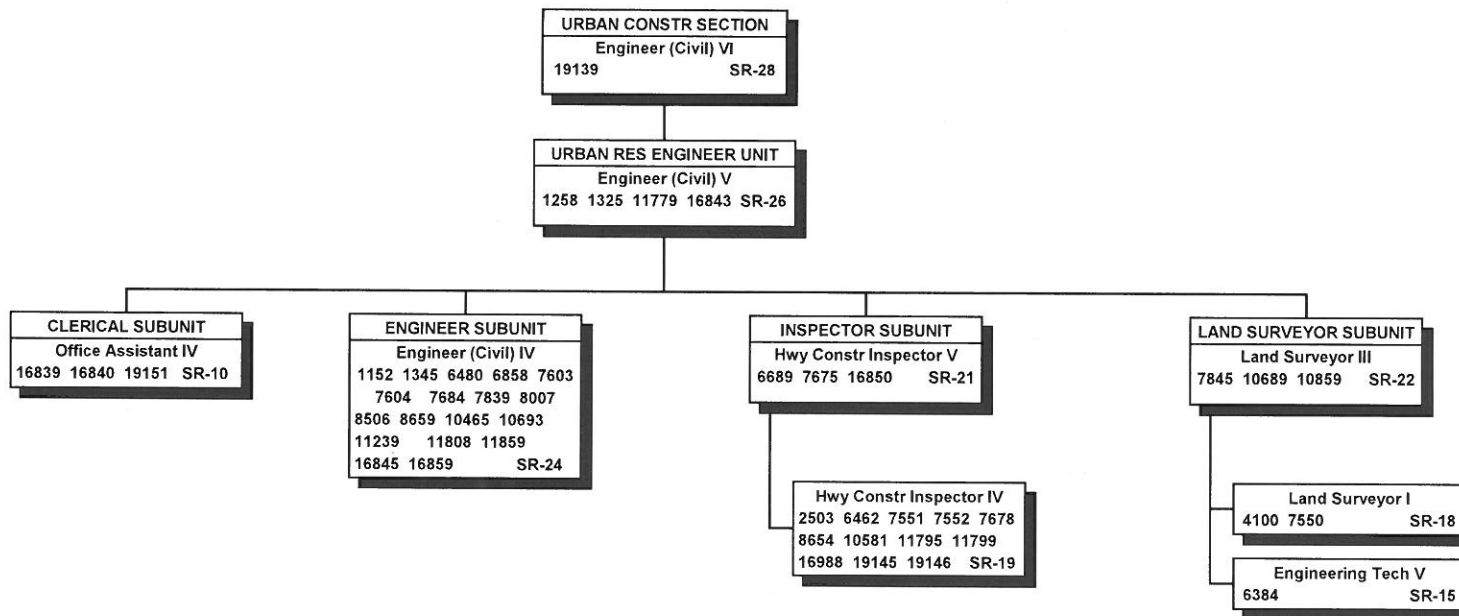 URBAN CONSTR SECTION
Engineer (Civil) VI
19139 SR-28
URBAN RES ENGINEER UNIT
Engineer (Civil) V
1258 1325 11779 16843 SR-26
CLERICAL SUBUNIT
Office Assistant IV
16839 16840 19151 SR-10
ENGINEER SUBUNIT
Engineer (Civil) IV
1152 1345 6480 6858 7603
7604 7684 7839 8007
8506 8659 10465 10693
11239 11808 11859
16845 16859 SR-24
INSPECTOR SUBUNIT
Hwy Constr Inspector V
6689 7675 16850 SR-21
Hwy Constr Inspector IV
2503 6462 7551 7552 7678
8654 10581 11795 11799
16988 19145 19146 SR-19
LAND SURVEYOR SUBUNIT
Land Surveyor III
7845 10689 10859 SR-22
Land Surveyor I
4100 7550 SR-18
Engineering Tech V
6384 SR-15